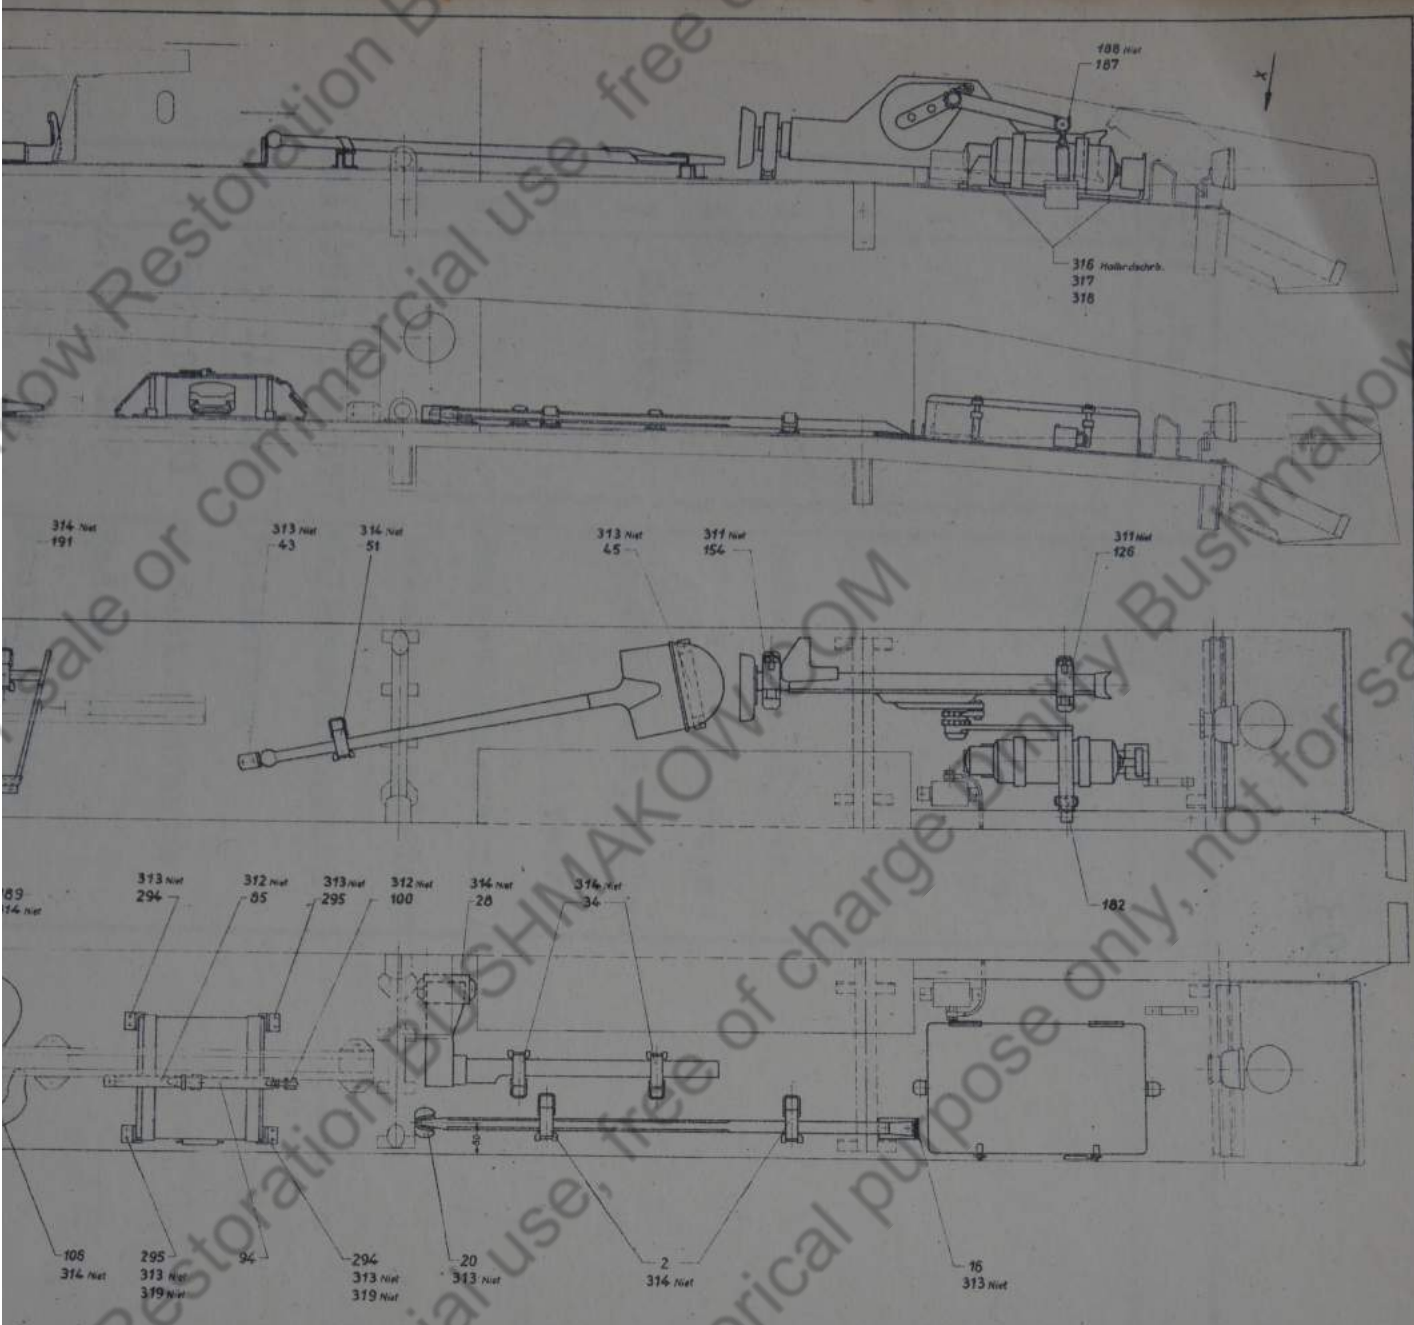 188 Niet
187
X
316 Halbrdschrb.
317
318
314 Niet
191
313 Niet
43
314 Niet
51
313 Niet
45
311 Niet
154
311 Niet
126
182
189
314 Niet
313 Niet
294
312 Niet
85
313 Niet
295
312 Niet
100
314 Niet
28
314 Niet
34
50
108
314 Niet
295
313 Niet
319 Niet
94
294
313 Niet
319 Niet
20
313 Niet
2
314 Niet
16
313 Niet
Restoration
free
commercial use, free
sale or commercial
Restoration BUSHMAKOW.COM
use, free of charge Dmitry Bushmakow
purpose only, not for sale